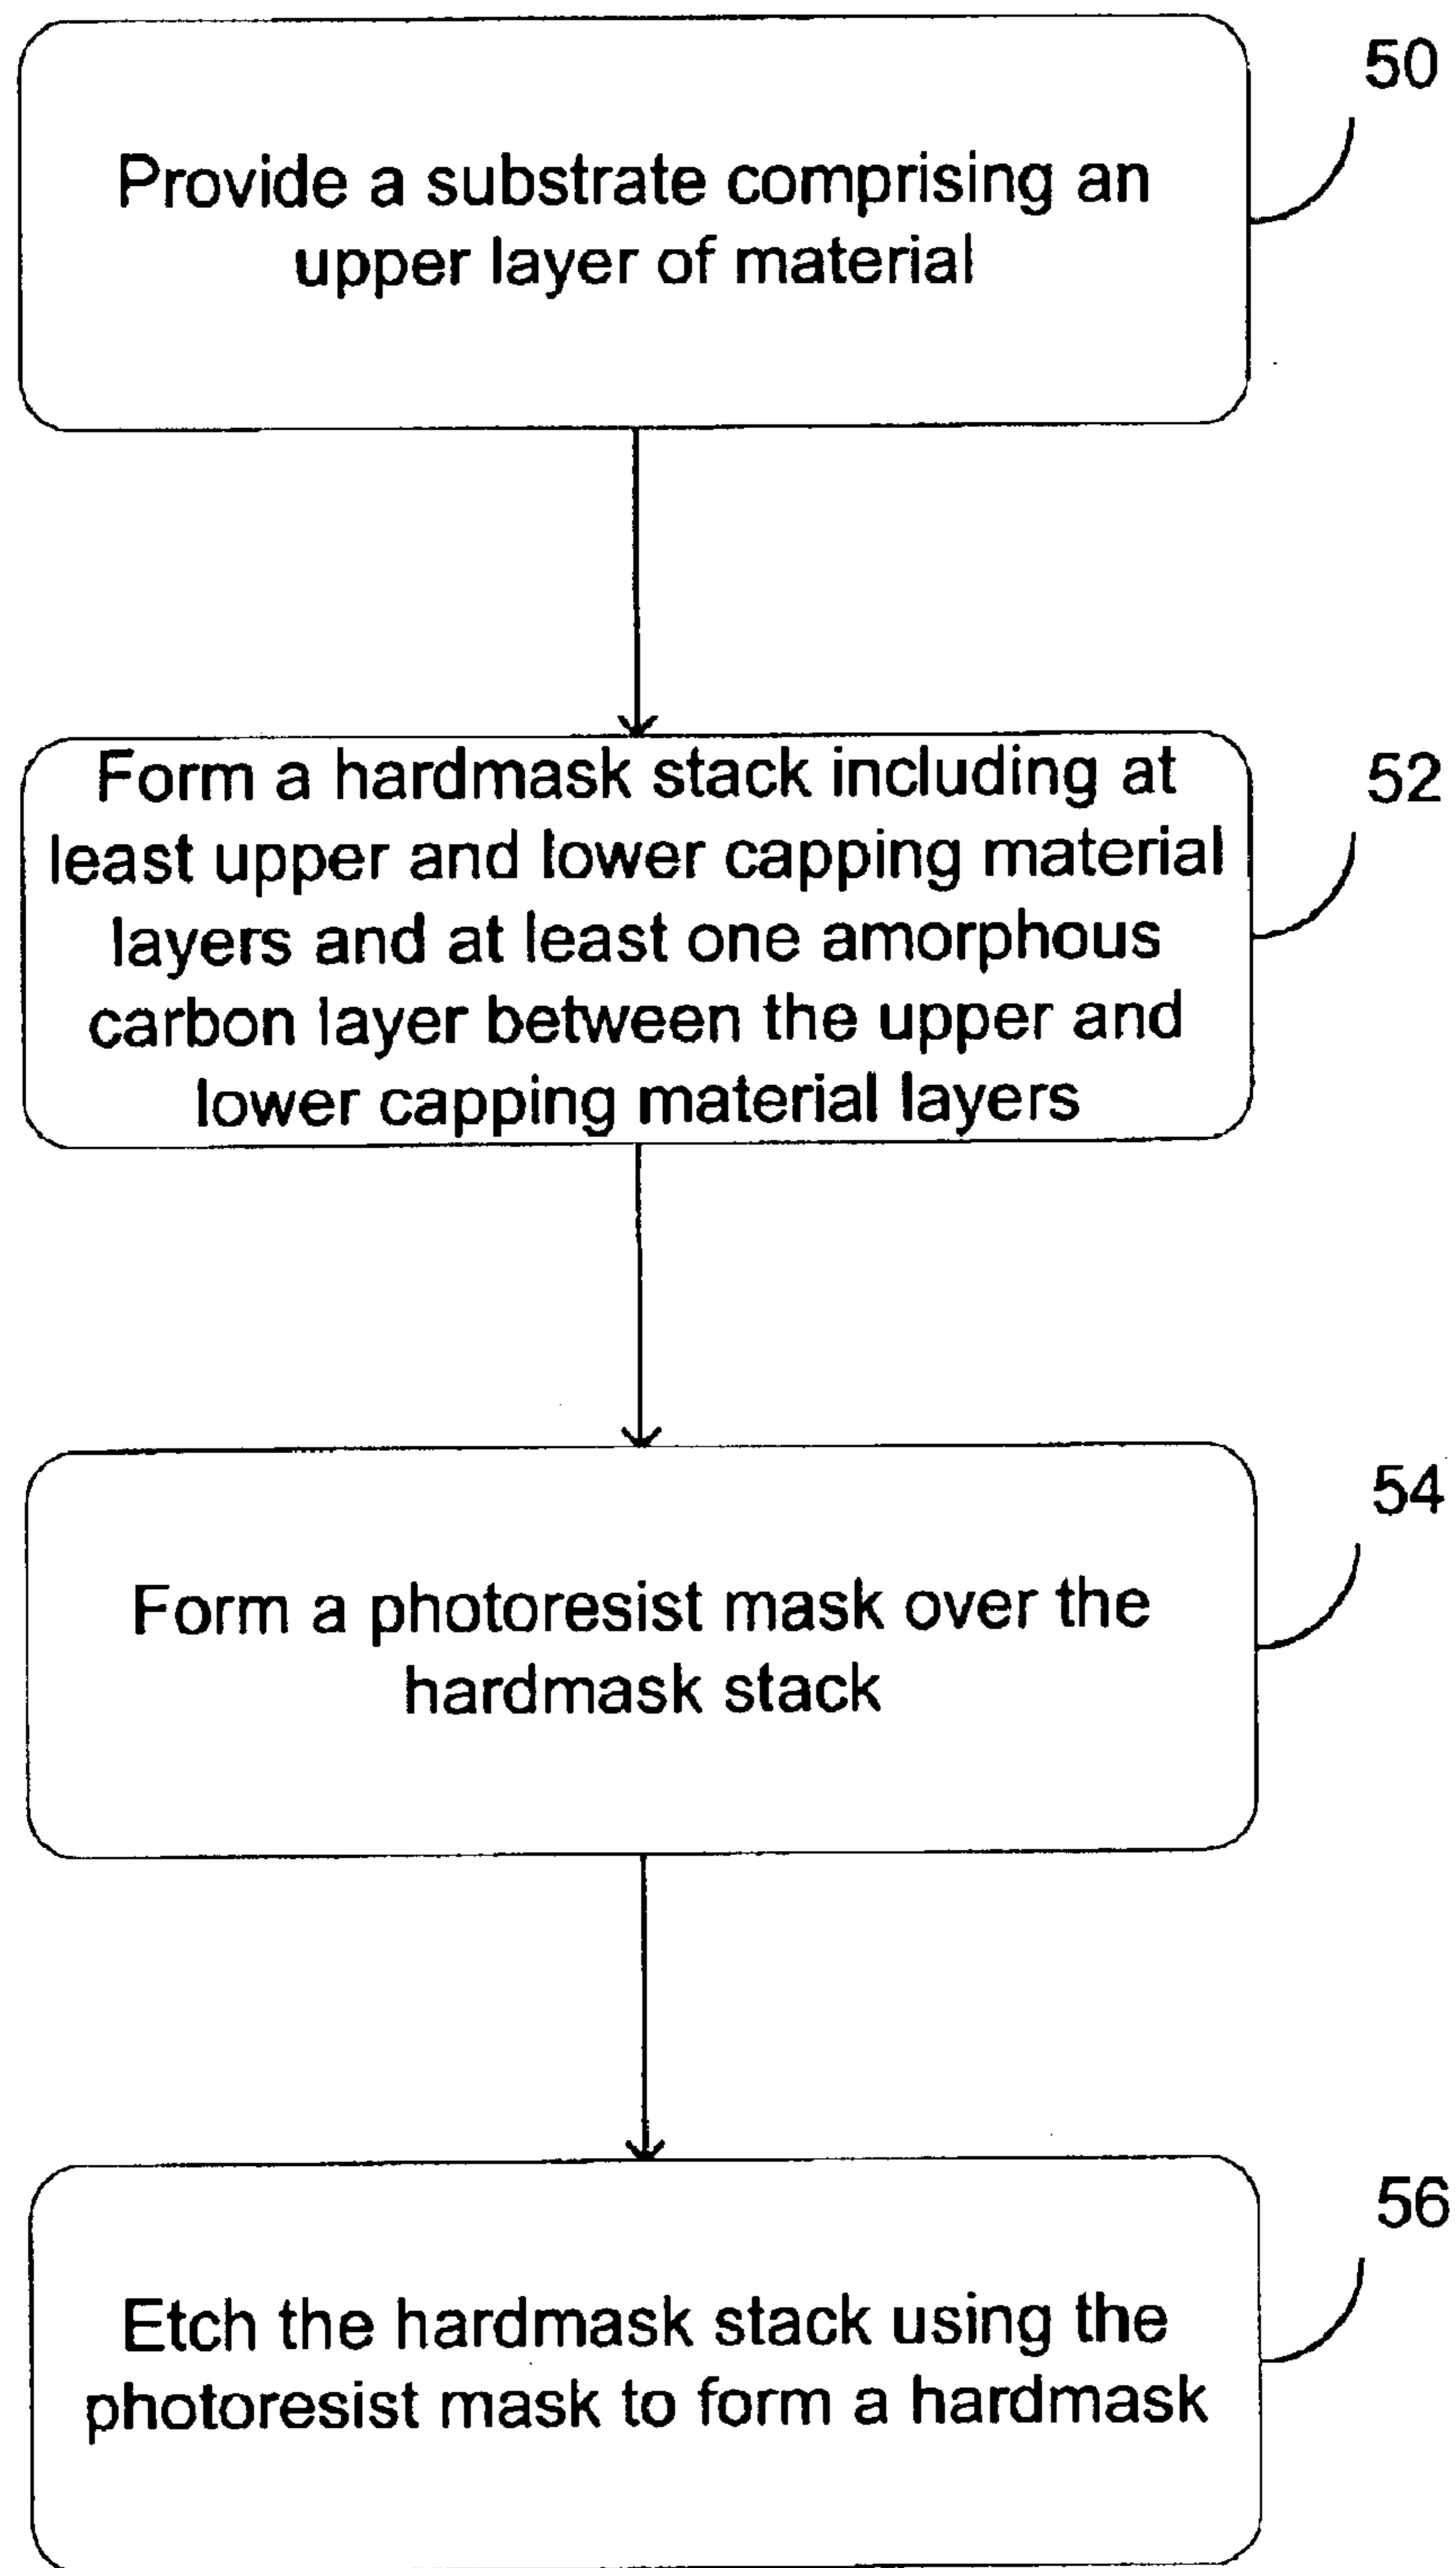 50
Provide a substrate comprising an
upper layer of material
52
Form a hardmask stack including at
least upper and lower capping material
layers and at least one amorphous
carbon layer between the upper and
lower capping material layers
54
Form a photoresist mask over the
hardmask stack
56
Etch the hardmask stack using the
photoresist mask to form a hardmask